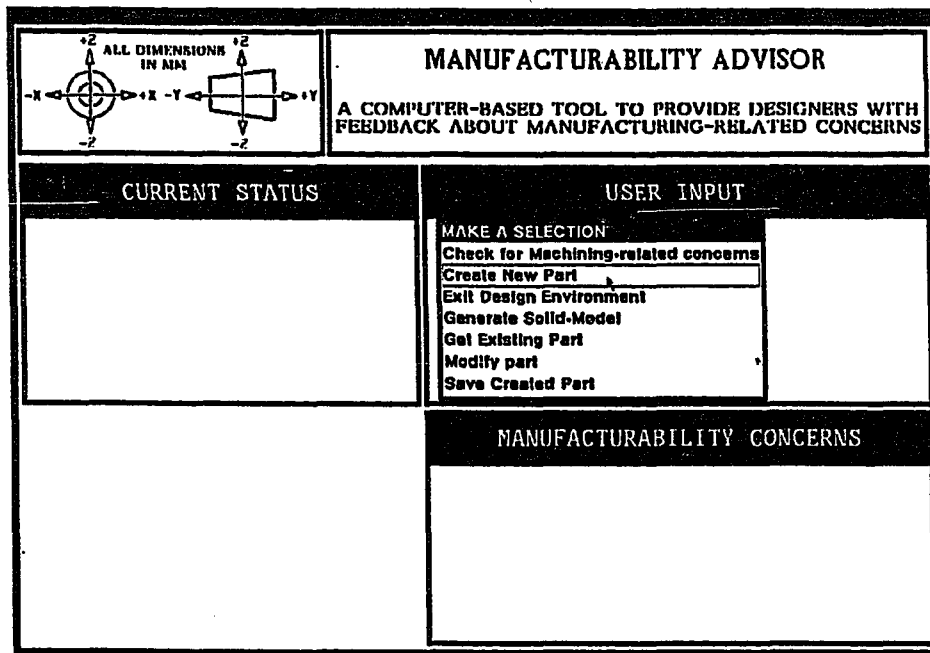 +Z
ALL DIMENSIONS
IN MM
+Z
-X
+X
-Y
+Y
-Z
-Z
MANUFACTURABILITY ADVISOR
A COMPUTER-BASED TOOL TO PROVIDE DESIGNERS WITH
FEEDBACK ABOUT MANUFACTURING-RELATED CONCERNS
CURRENT STATUS
USER INPUT
MAKE A SELECTION
Check for Machining-related concerns
Create New Part
Exit Design Environment
Generate Solid-Model
Get Existing Part
Modify part
Save Created Part
MANUFACTURABILITY CONCERNS